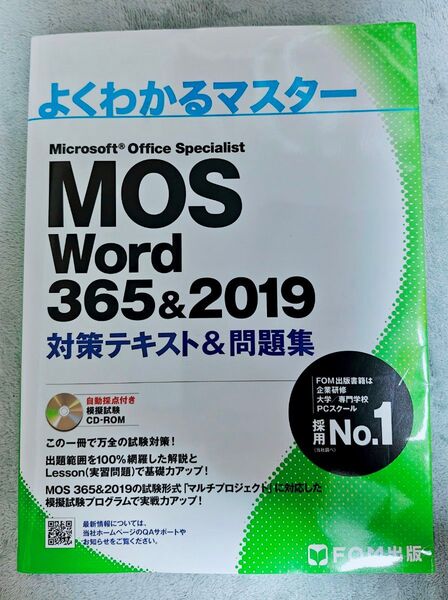 よくわかるマスター
Microsoft® Office Specialist
MOS
Word
365&2019
対策テキスト&問題集
FOM出版書籍は
企業研修
大学/専門学校
PCスクール
採用 No.1
(当社調べ)
自動採点付き
模擬試験
CD-ROM
この一冊で万全の試験対策!
出題範囲を100%網羅した解説と
Lesson(実習問題)で基礎力アップ!
MOS 365&2019の試験形式「マルチプロジェクト」に対応した
模擬試験プログラムで実戦力アップ!
最新情報については、
当社ホームページのQAサポートや
お知らせをご覧ください。
FOM出版